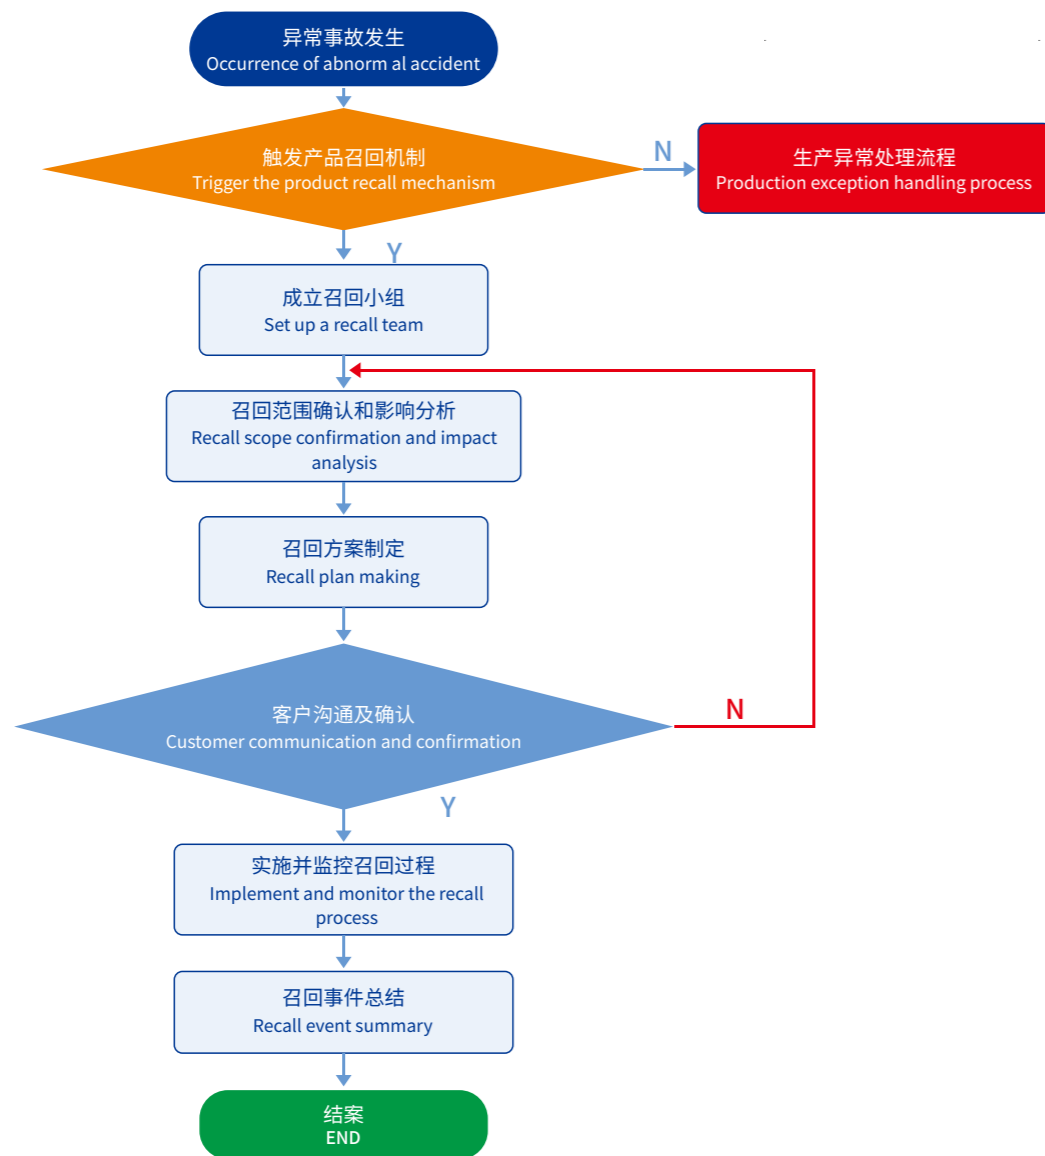 异常事故发生
Occurrence of abnorm al accident
触发产品召回机制
Trigger the product recall mechanism
N
生产异常处理流程
Production exception handling process
Y
成立召回小组
Set up a recall team
召回范围确认和影响分析
Recall scope confirmation and impact
analysis
召回方案制定
Recall plan making
客户沟通及确认
Customer communication and confirmation
N
Y
实施并监控召回过程
Implement and monitor the recall
process
召回事件总结
Recall event summary
结案
END